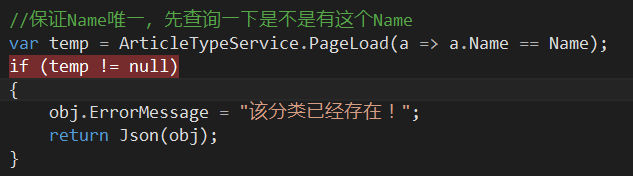 //保证Name唯一，先查询一下是不是有这个Name
var temp = ArticleTypeService.PageLoad(a => a.Name == Name);
if (temp != null)
{
    obj.ErrorMessage = "该分类已经存在！";
    return Json(obj);
}